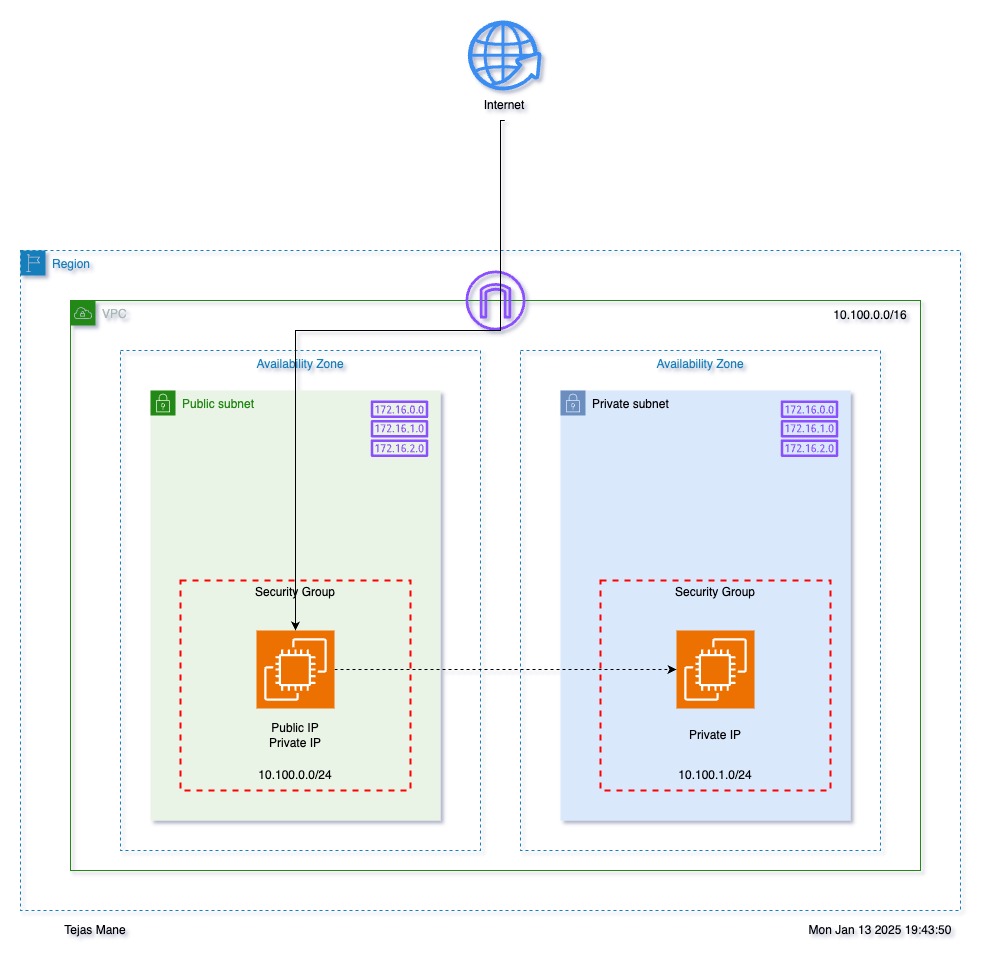 Internet
Region
VPC
10.100.0.0/16
Availability Zone
Availability Zone
Public subnet
172.16.0.0
172.16.1.0
172.16.2.0
Private subnet
172.16.0.0
172.16.1.0
172.16.2.0
Security Group
Public IP
Private IP
10.100.0.0/24
Security Group
Private IP
10.100.1.0/24
Tejas Mane
Mon Jan 13 2025 19:43:50